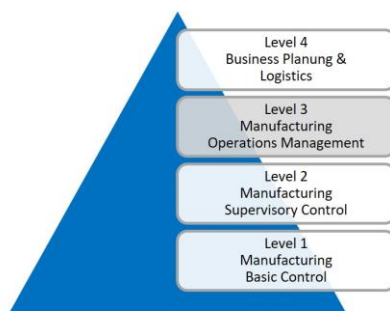 Level 4
Business Planung &
Logistics
Level 3
Manufacturing
Operations Management
Level 2
Manufacturing
Supervisory Control
Level 1
Manufacturing
Basic Control